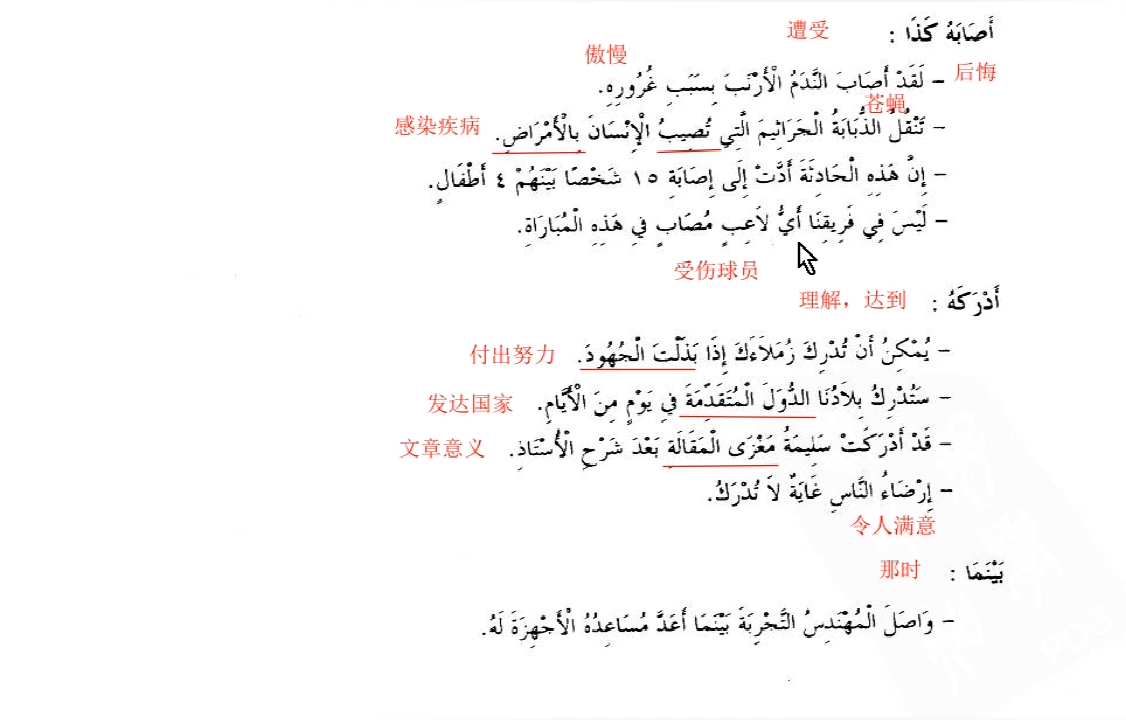 أَصَابَهُ كَذَا : 遭受
傲慢
– لَقَدْ أَصَابَ النَّدَمُ الْأَرْنَبَ بِسَبَبِ غُرُورِهِ. 后悔
苍蝇
– تَنْقُلُ الذُّبَابَةُ الْجَرَاثِيمَ الَّتِي تُصِيبُ الْإِنْسَانَ بِالْأَمْرَاضِ. 感染疾病
– إِنَّ هَذِهِ الْحَادِثَةَ أَدَّتْ إِلَى إِصَابَةِ ١٥ شَخْصًا بَيْنَهُمْ ٤ أَطْفَالٍ.
– لَيْسَ فِي فَرِيقِنَا أَيُّ لاَعِبٍ مُصَابٍ فِي هَذِهِ الْمُبَارَاةِ.
受伤球员
أَدْرَكَهُ : 理解，达到
– يُمْكِنُ أَنْ تُدْرِكَ زُمَلاَءَكَ إِذَا بَذَلْتَ الْجُهُودَ. 付出努力
– سَتُدْرِكُ بِلاَدُنَا الدُّوَلَ الْمُتَقَدِّمَةَ فِي يَوْمٍ مِنَ الْأَيَّامِ. 发达国家
– قَدْ أَدْرَكَتْ سَلِيمَةُ مَغْزَى الْمَقَالَةِ بَعْدَ شَرْحِ الْأُسْتَاذِ. 文章意义
– إِرْضَاءُ النَّاسِ غَايَةٌ لاَ تُدْرَكُ.
令人满意
بَيْنَمَا : 那时
– وَاصَلَ الْمُهَنْدِسُ التَّجْرِبَةَ بَيْنَمَا أَعَدَّ مُسَاعِدُهُ الْأَجْهِزَةَ لَهُ.